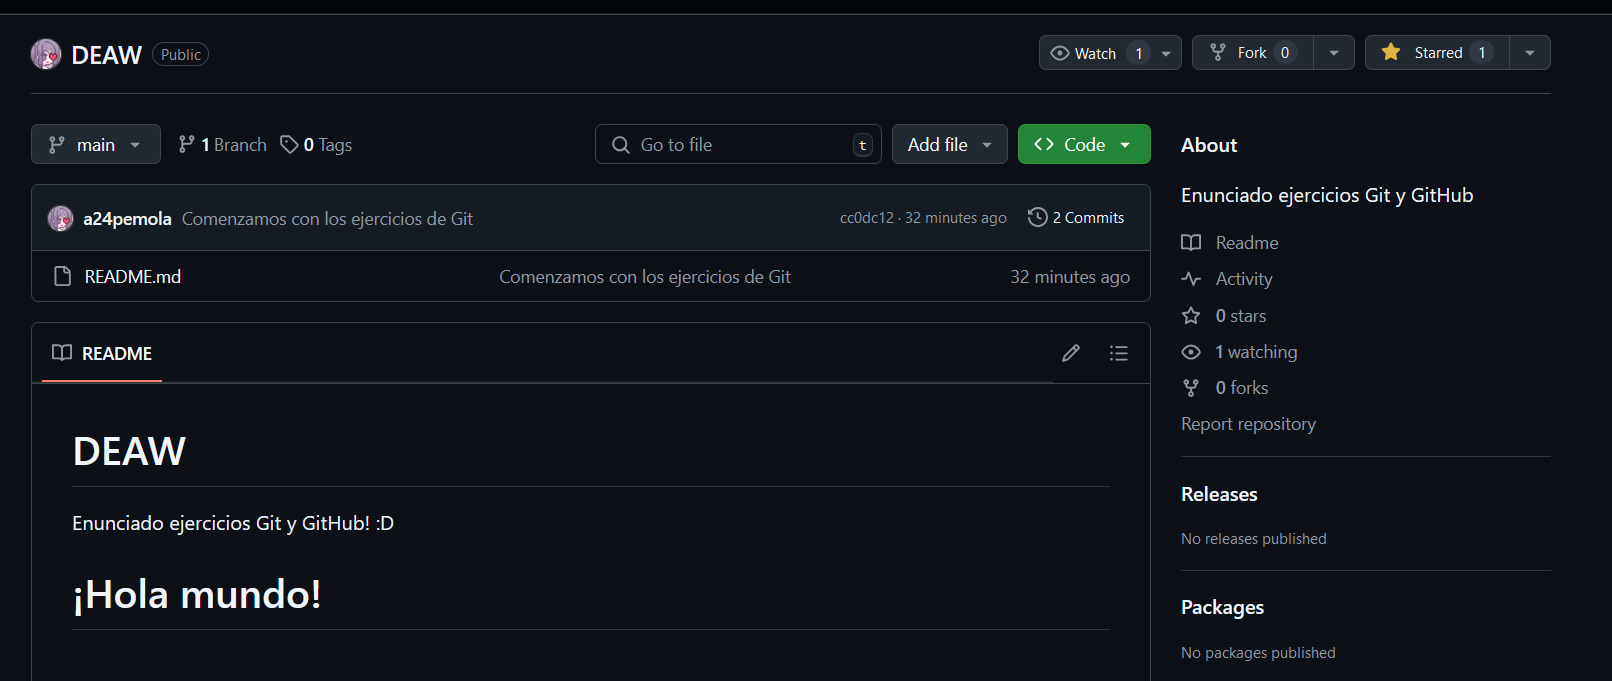 DEAW Public Watch 1 Fork 0 Starred 1
main 1 Branch 0 Tags Go to file t Add file Code
a24pemola Comenzamos con los ejercicios de Git cc0dc12 · 32 minutes ago 2 Commits
README.md Comenzamos con los ejercicios de Git 32 minutes ago
README
DEAW
Enunciado ejercicios Git y GitHub! :D
¡Hola mundo!
About
Enunciado ejercicios Git y GitHub
Readme
Activity
0 stars
1 watching
0 forks
Report repository
Releases
No releases published
Packages
No packages published